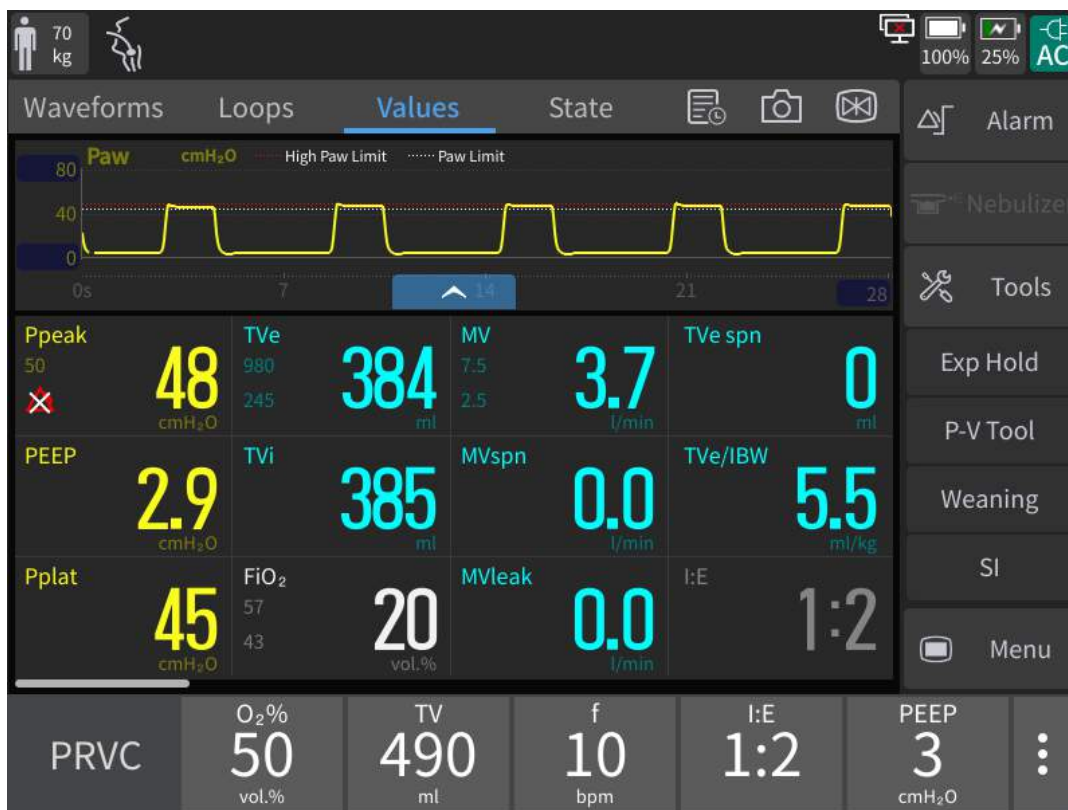 70
kg
100% 25% AC
Waveforms Loops Values State
Alarm
Paw cmH₂O ······ High Paw Limit ······ Paw Limit
80
40
0
0s 7 14 21 28
Nebulize
Tools
Exp Hold
P-V Tool
Weaning
SI
Menu
Ppeak
50
48
cmH₂O
TVe
980
245
384
ml
MV
7.5
2.5
3.7
l/min
TVe spn
0
ml
PEEP
2.9
cmH₂O
TVi
385
ml
MVspn
0.0
l/min
TVe/IBW
5.5
ml/kg
Pplat
45
cmH₂O
FiO₂
57
43
20
vol.%
MVleak
0.0
l/min
I:E
1:2
PRVC
O₂%
50
vol.%
TV
490
ml
f
10
bpm
I:E
1:2
PEEP
3
cmH₂O